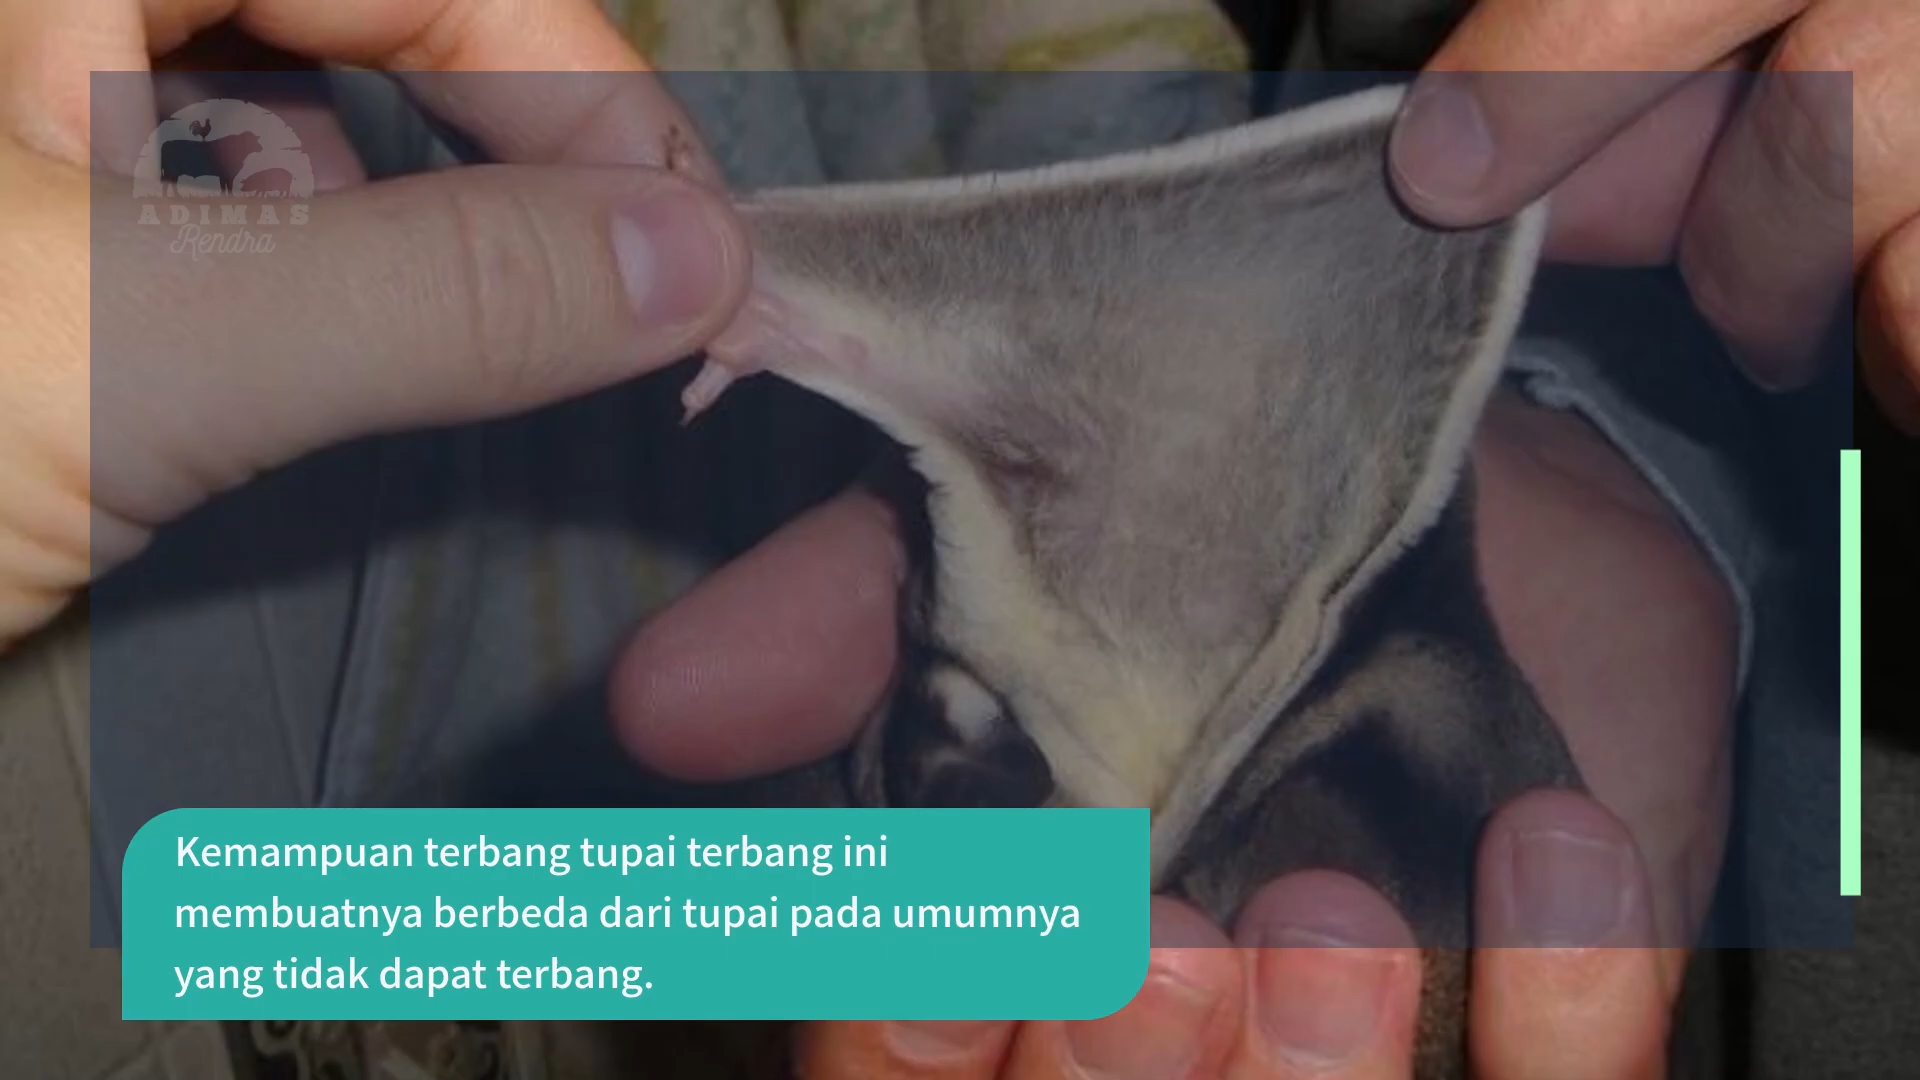 ADIMAS
Rendra
Kemampuan terbang tupai terbang ini
membuatnya berbeda dari tupai pada umumnya
yang tidak dapat terbang.